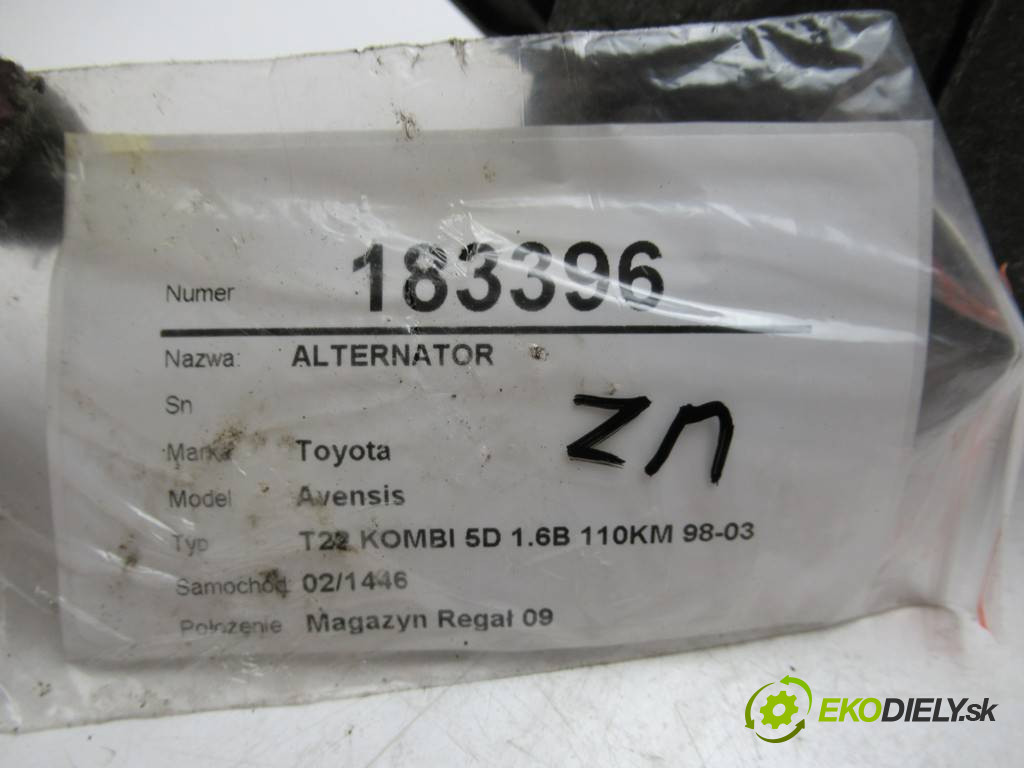 Numer 183396
Nazwa: ALTERNATOR
Sn
zn
Marka Toyota
Model Avensis
Typ T22 KOMBI 5D 1.6B 110KM 98-03
Samochód: 02/1446
Położenie Magazyn Regał 09
EKODIELY.sk